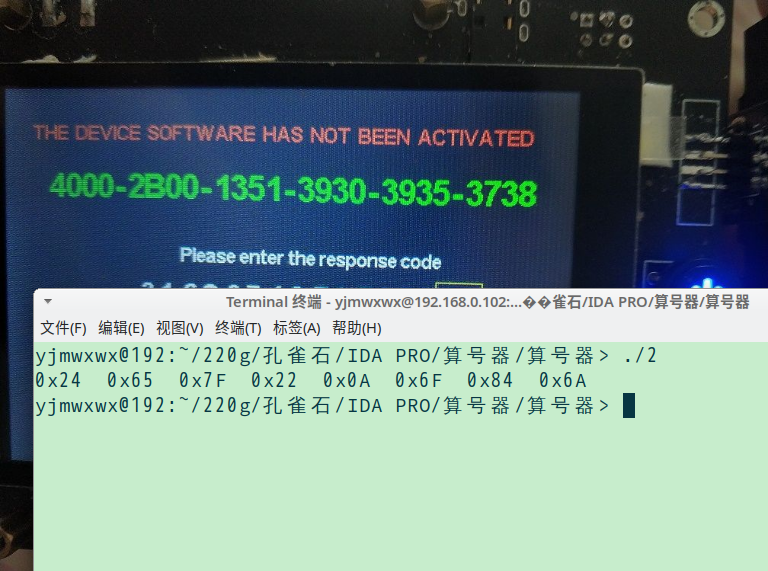 THE DEVICE SOFTWARE HAS NOT BEEN ACTIVATED
4000-2B00-1351-3930-3935-3738
Please enter the response code
Terminal 终端 - yjmwxwx@192.168.0.102:...��雀石/IDA PRO/算号器/算号器
文件(F) 编辑(E) 视图(V) 终端(T) 标签(A) 帮助(H)
yjmwxwx@192:~/220g/孔雀石/IDA PRO/算号器/算号器> ./2
0x24 0x65 0x7F 0x22 0x0A 0x6F 0x84 0x6A
yjmwxwx@192:~/220g/孔雀石/IDA PRO/算号器/算号器>